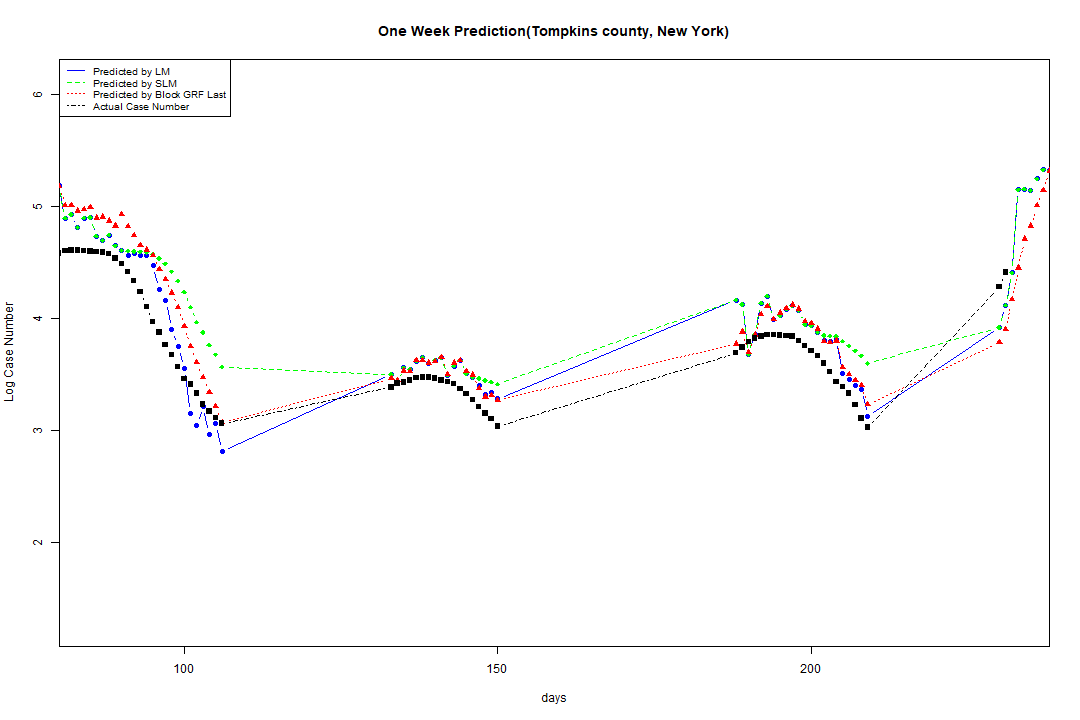 One Week Prediction(Tompkins county, New York)
Predicted by LM
Predicted by SLM
Predicted by Block GRF Last
Actual Case Number
Log Case Number
6
5
4
3
2
100 150 200
days